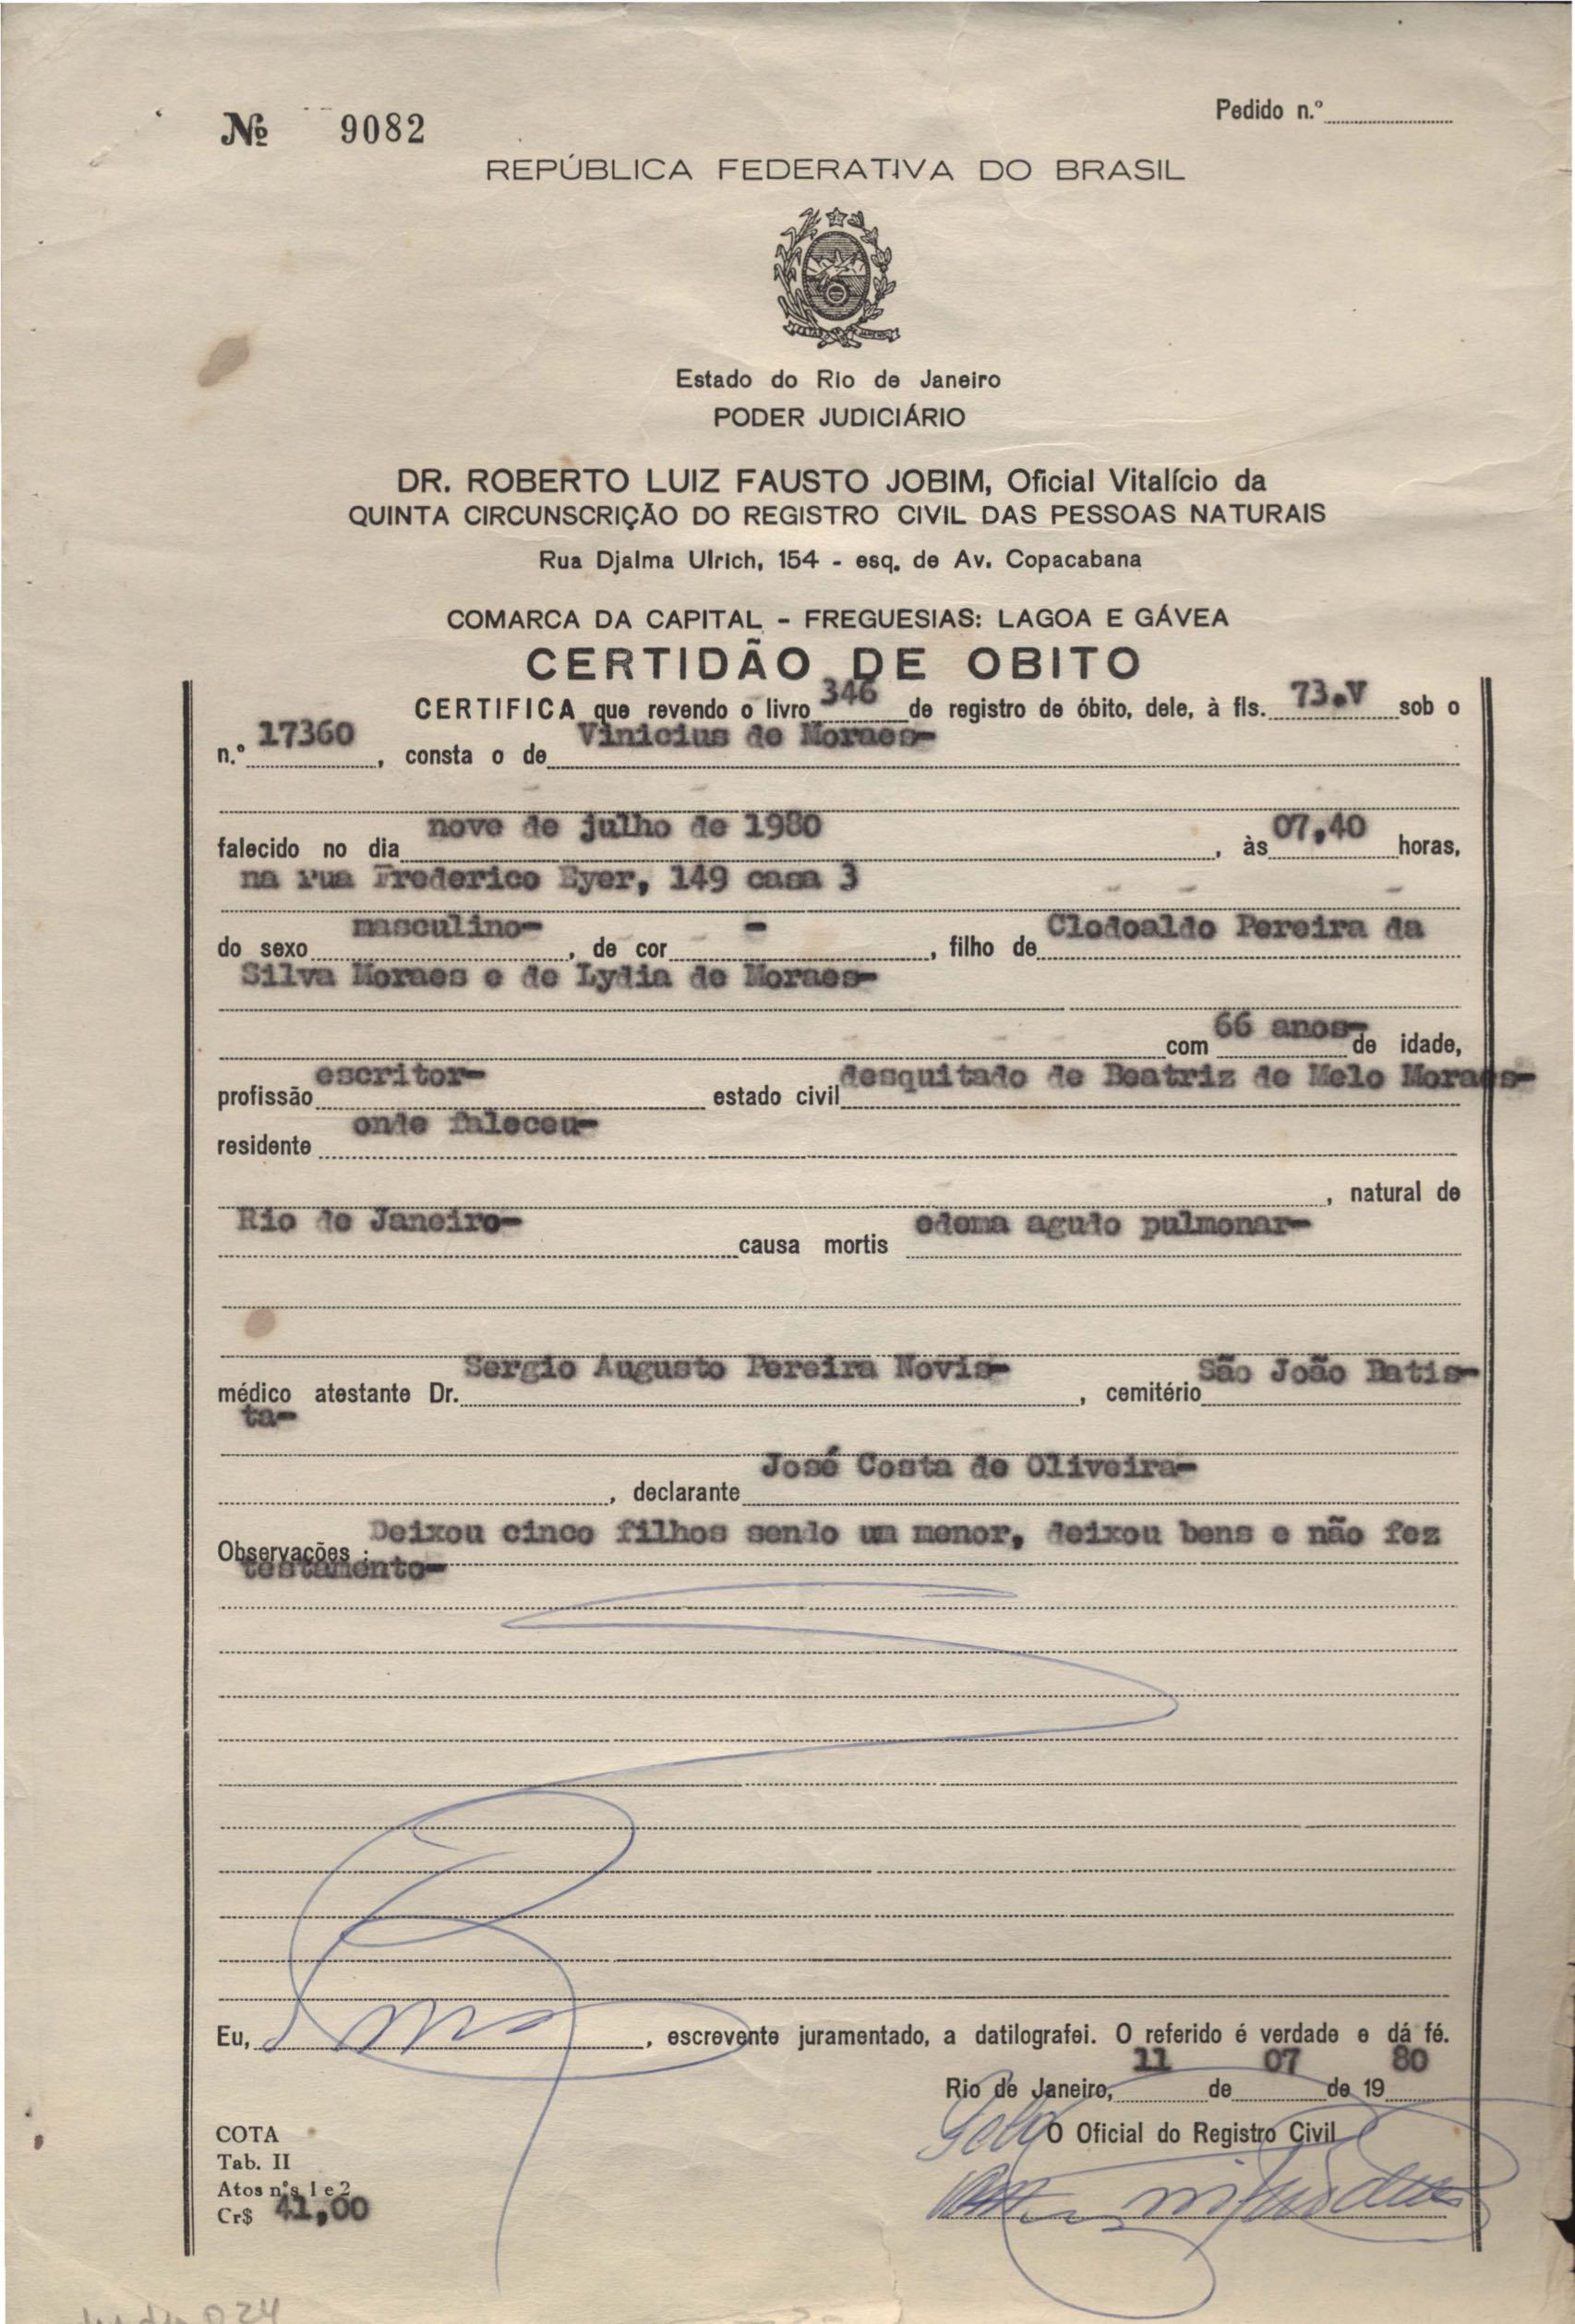 Nº 9082
Pedido n.º
REPÚBLICA FEDERATIVA DO BRASIL
Estado do Rio de Janeiro
PODER JUDICIÁRIO
DR. ROBERTO LUIZ FAUSTO JOBIM, Oficial Vitalício da
QUINTA CIRCUNSCRIÇÃO DO REGISTRO CIVIL DAS PESSOAS NATURAIS
Rua Djalma Ulrich, 154 - esq. de Av. Copacabana
COMARCA DA CAPITAL - FREGUESIAS: LAGOA E GÁVEA
CERTIDÃO DE OBITO
CERTIFICA que revendo o livro 346 de registro de óbito, dele, à fls. 73.V sob o
n.º 17360, consta o de Vinicius de Moraes-
falecido no dia nove de julho de 1980, às 07,40 horas,
na rua Frederico Eyer, 149 casa 3 - - -
do sexo masculino-, de cor -, filho de Clodoaldo Pereira da
Silva Moraes e de Lydia de Moraes-
com 66 anos- de idade,
profissão escritor- estado civil desquitado de Beatriz de Melo Moraes-
residente onde faleceu-
, natural de
Rio de Janeiro- causa mortis edema agudo pulmonar-
médico atestante Dr. Sergio Augusto Pereira Novis-, cemitério São João Batis-
ta-
, declarante José Costa de Oliveira-
Observações: Deixou cinco filhos sendo um menor, deixou bens e não fez
testamento-
Eu, , escrevente juramentado, a datilografei. O referido é verdade e dá fé.
Rio de Janeiro, 11 de 07 de 1980
O Oficial do Registro Civil
COTA
Tab. II
Atos n.ºs 1 e 2
Cr$ 41,00
024